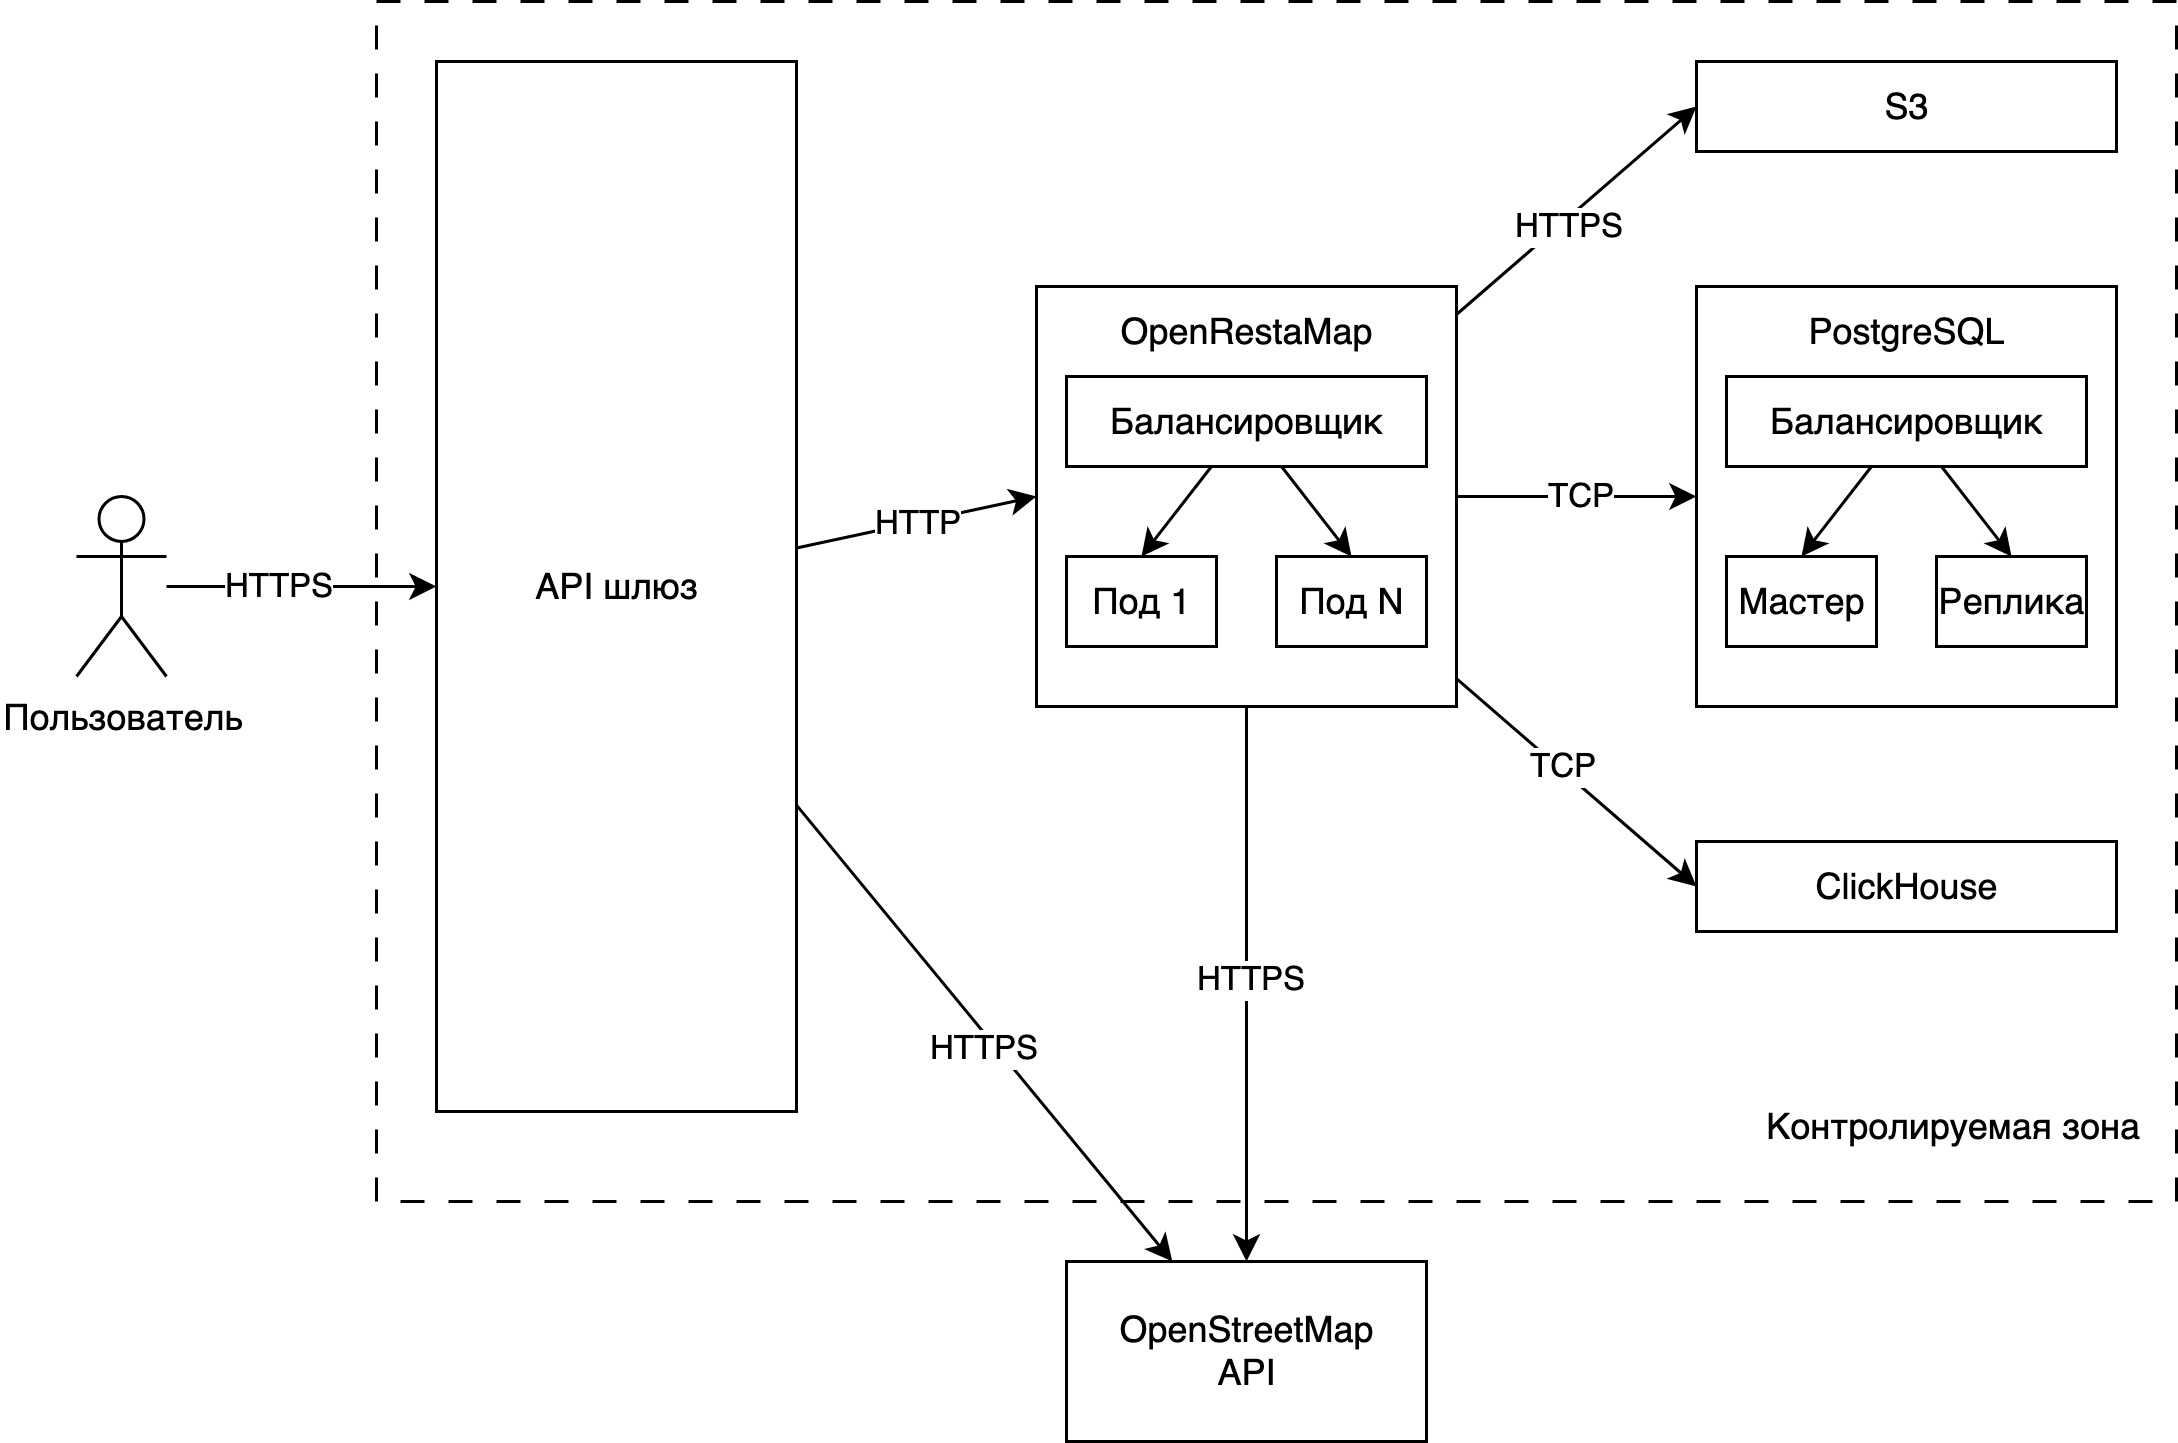 Пользователь
HTTPS
API шлюз
HTTP
HTTPS
OpenRestaMap
Балансировщик
Под 1
Под N
HTTPS
HTTPS
TCP
TCP
S3
PostgreSQL
Балансировщик
Мастер
Реплика
ClickHouse
Контролируемая зона
OpenStreetMap
API